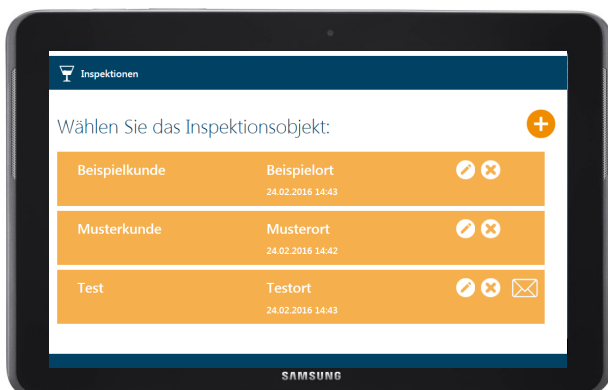 Inspektionen
Wählen Sie das Inspektionsobjekt:
Beispielkunde Beispielort
24.02.2016 14:43
Musterkunde Musterort
24.02.2016 14:42
Test Testort
24.02.2016 14:43
SAMSUNG